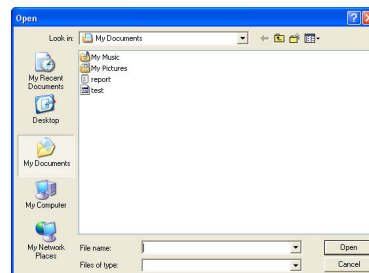 Open
Look in: My Documents
My Recent
Documents
Desktop
My Documents
My Computer
My Network
Places
My Music
My Pictures
report
test
File name:
Open
Files of type:
Cancel